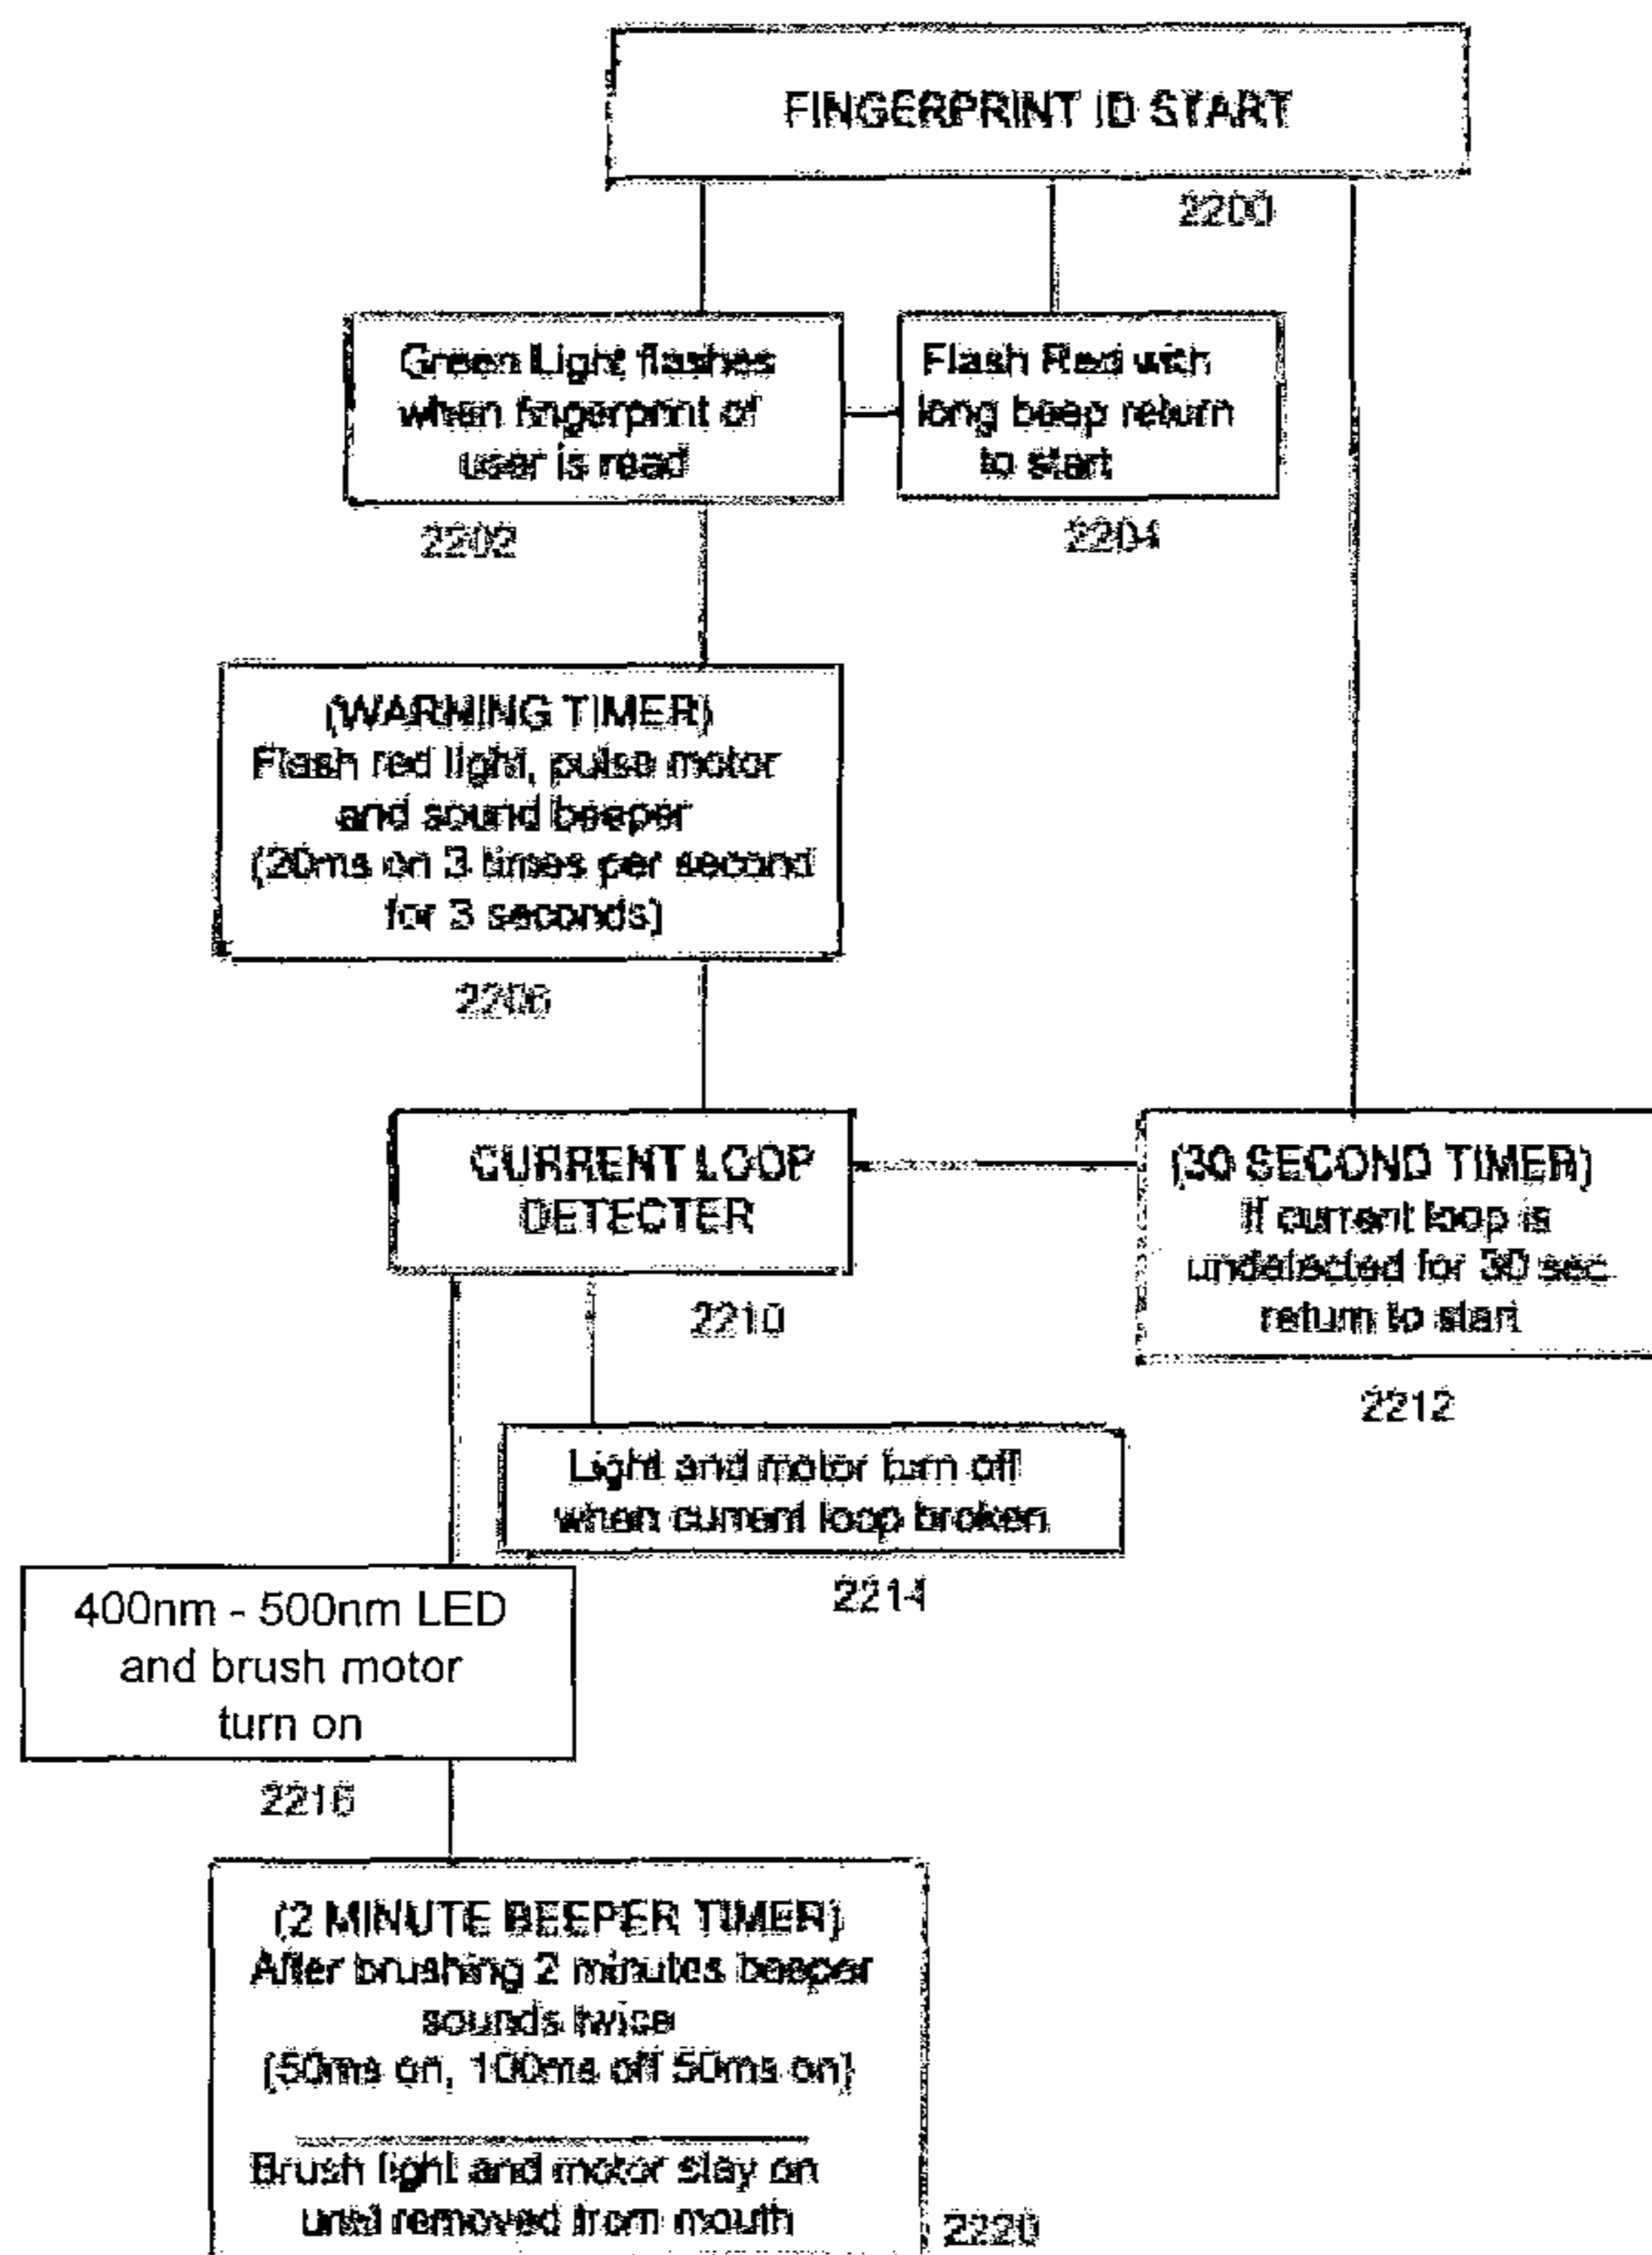 FINGERPRINT ID START
2200
Green Light flashes
when fingerprint of
user is read
2202
Flash Red with
long beep return
to start
2204
(WARNING TIMER)
Flash red light, pulse motor
and sound beeper
(20ms on 3 times per second
for 3 seconds)
2206
CURRENT LOOP
DETECTER
2210
(30 SECOND TIMER)
If current loop is
undetected for 30 sec
return to start
2212
Light and motor turn off
when current loop broken
2214
400nm - 500nm LED
and brush motor
turn on
2216
(2 MINUTE BEEPER TIMER)
After brushing 2 minutes beeper
sounds twice
(50ms on, 100ms off 50ms on)
Brush light and motor stay on
until removed from mouth
2220